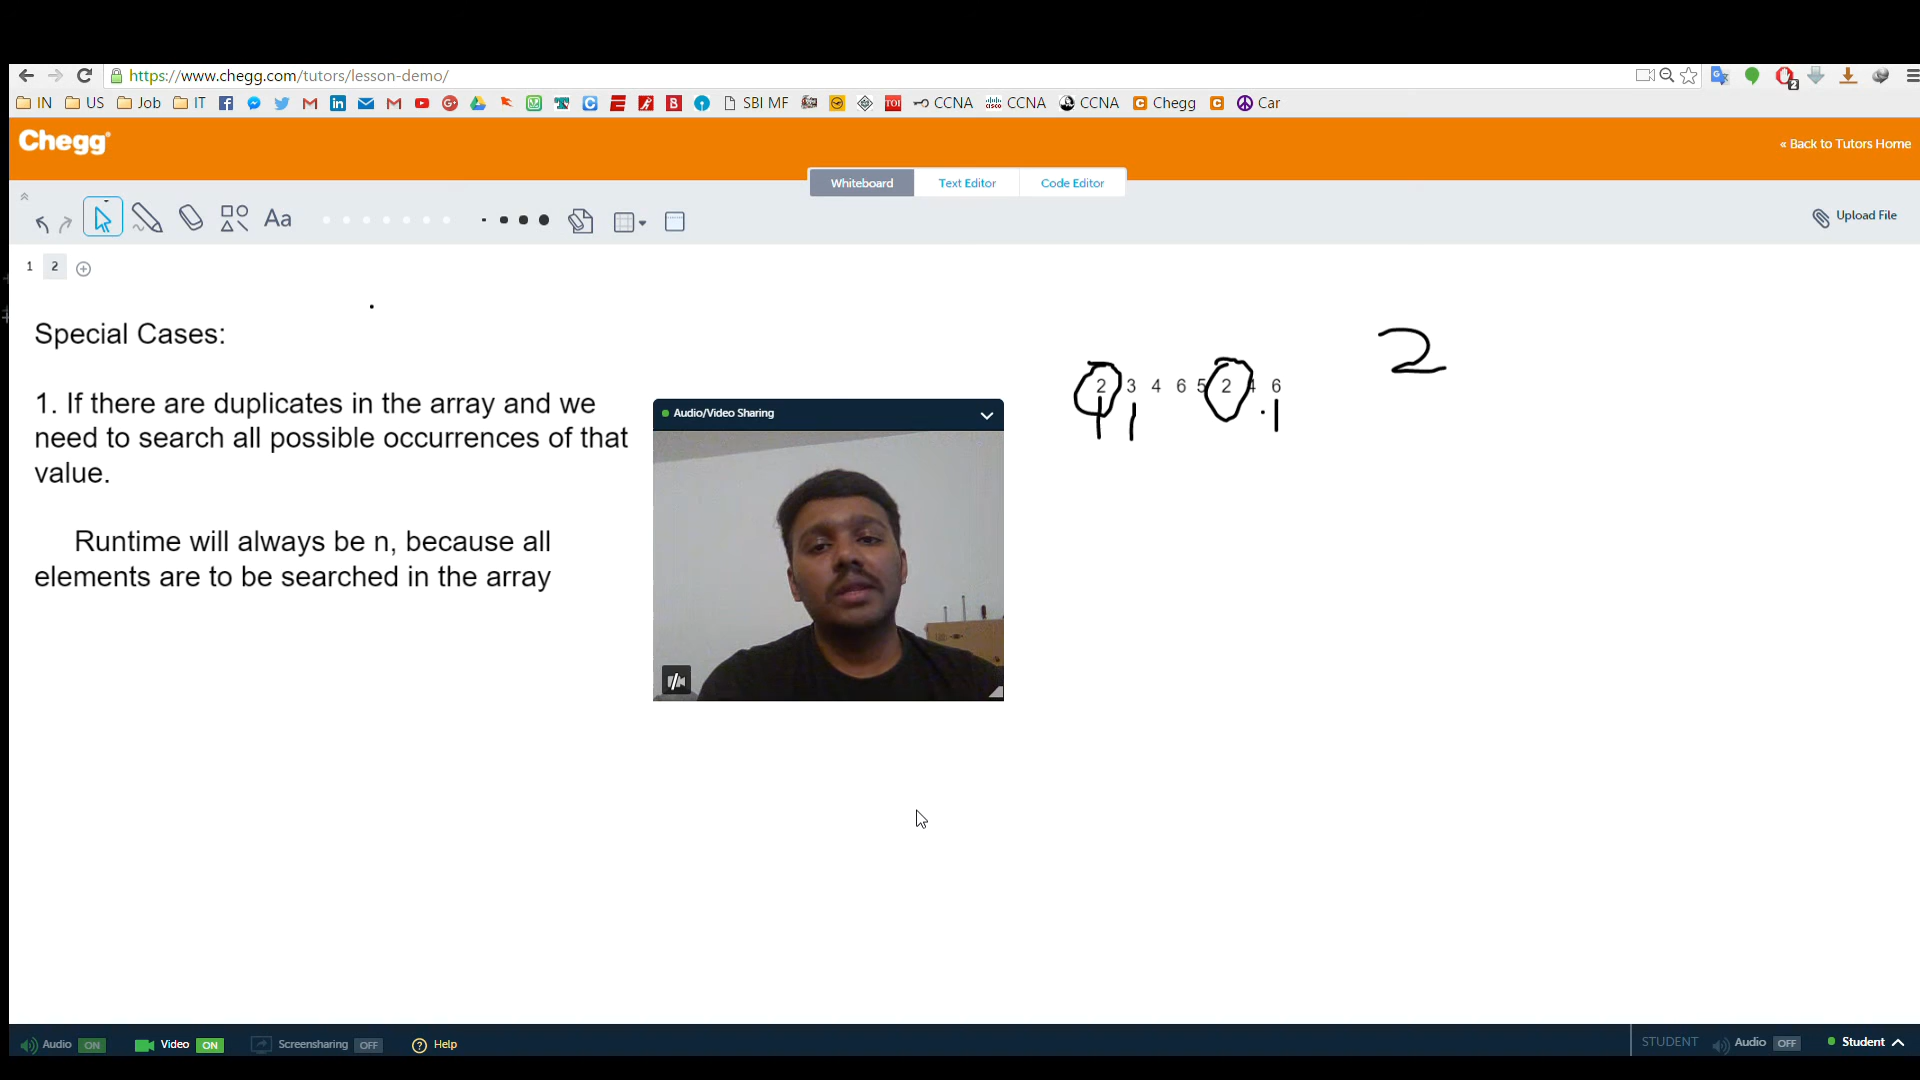 https://www.chegg.com/tutors/lesson-demo/
IN US Job IT SBI MF TOI CCNA CCNA CCNA Chegg Car
Chegg
« Back to Tutors Home
Whiteboard Text Editor Code Editor
Aa
Upload File
1 2
Special Cases:
2
2 3 4 6 5 2 4 6
1. If there are duplicates in the array and we
need to search all possible occurrences of that
value.
Runtime will always be n, because all
elements are to be searched in the array
Audio/Video Sharing
Audio ON Video ON Screensharing OFF Help STUDENT Audio OFF Student